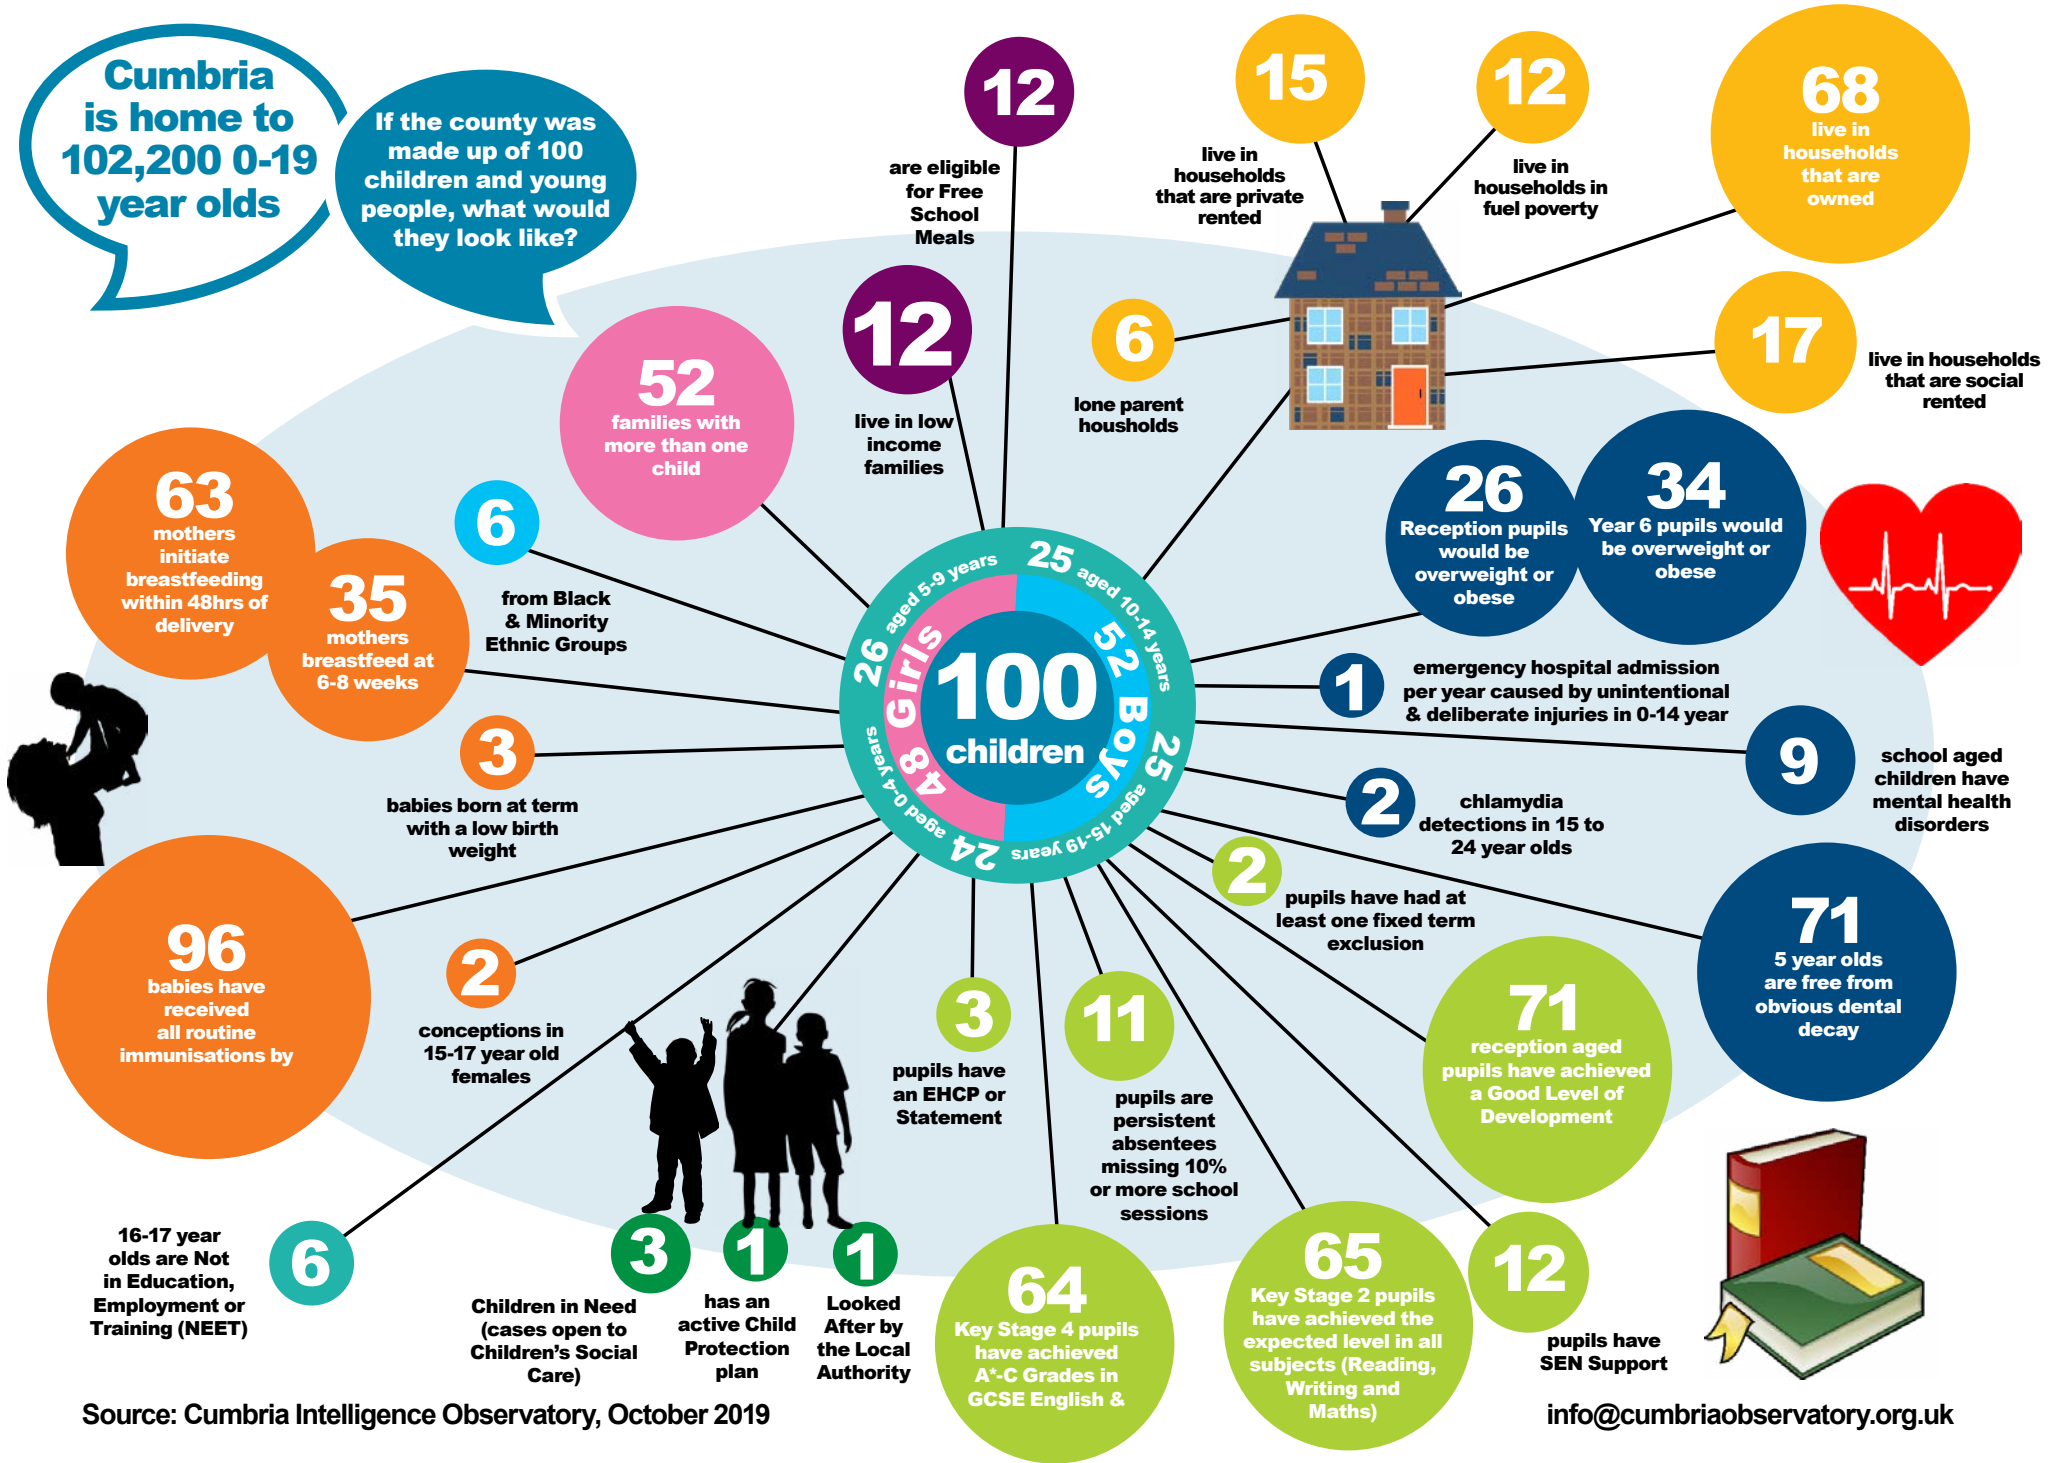 Cumbria
is home to
102,200 0-19
year olds
If the county was
made up of 100
children and young
people, what would
they look like?
12
are eligible
for Free
School
Meals
15
live in
households
that are private
rented
12
live in
households in
fuel poverty
68
live in
households
that are
owned
12
live in low
income
families
6
lone parent
housholds
17
live in households
that are social
rented
52
families with
more than one
child
63
mothers
initiate
breastfeeding
within 48hrs of
delivery
35
mothers
breastfeed at
6-8 weeks
6
from Black
& Minority
Ethnic Groups
26
Reception pupils
would be
overweight or
obese
34
Year 6 pupils would
be overweight or
obese
26 aged 5-9 years
25 aged 10-14 years
25 aged 15-19 years
24 aged 0-4 years
48 Girls
52 Boys
100
children
1
emergency hospital admission
per year caused by unintentional
& deliberate injuries in 0-14 year
3
babies born at term
with a low birth
weight
9
school aged
children have
mental health
disorders
2
chlamydia
detections in 15 to
24 year olds
2
pupils have had at
least one fixed term
exclusion
71
5 year olds
are free from
obvious dental
decay
96
babies have
received
all routine
immunisations by
2
conceptions in
15-17 year old
females
3
pupils have
an EHCP or
Statement
11
pupils are
persistent
absentees
missing 10%
or more school
sessions
71
reception aged
pupils have achieved
a Good Level of
Development
16-17 year
olds are Not
in Education,
Employment or
Training (NEET)
6
3
Children in Need
(cases open to
Children's Social
Care)
1
has an
active Child
Protection
plan
1
Looked
After by
the Local
Authority
64
Key Stage 4 pupils
have achieved
A*-C Grades in
GCSE English &
65
Key Stage 2 pupils
have achieved the
expected level in all
subjects (Reading,
Writing and
Maths)
12
pupils have
SEN Support
Source: Cumbria Intelligence Observatory, October 2019
info@cumbriaobservatory.org.uk